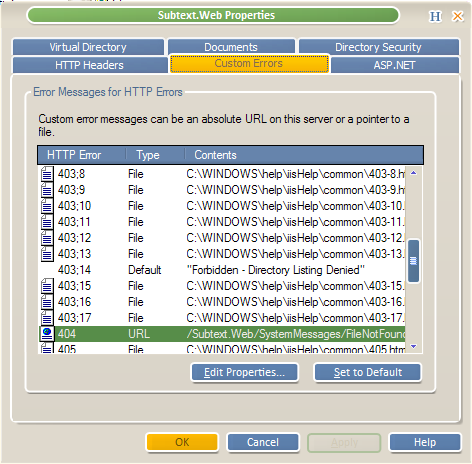 Subtext.Web Properties
H
Virtual Directory Documents Directory Security
HTTP Headers Custom Errors ASP.NET
Error Messages for HTTP Errors
Custom error messages can be an absolute URL on this server or a pointer to a
file.
HTTP Error Type Contents
403;8 File C:\WINDOWS\help\iisHelp\common\403-8.ht
403;9 File C:\WINDOWS\help\iisHelp\common\403-9.ht
403;10 File C:\WINDOWS\help\iisHelp\common\403-10.
403;11 File C:\WINDOWS\help\iisHelp\common\403-11.
403;12 File C:\WINDOWS\help\iisHelp\common\403-12.
403;13 File C:\WINDOWS\help\iisHelp\common\403-13.
403;14 Default "Forbidden - Directory Listing Denied"
403;15 File C:\WINDOWS\help\iisHelp\common\403-15.
403;16 File C:\WINDOWS\help\iisHelp\common\403-16.
403;17 File C:\WINDOWS\help\iisHelp\common\403-17.
404 URL /Subtext.Web/SystemMessages/FileNotFounc
405 File C:\WINDOWS\help\iisHelp\common\405.htm
Edit Properties... Set to Default
OK Cancel Apply Help